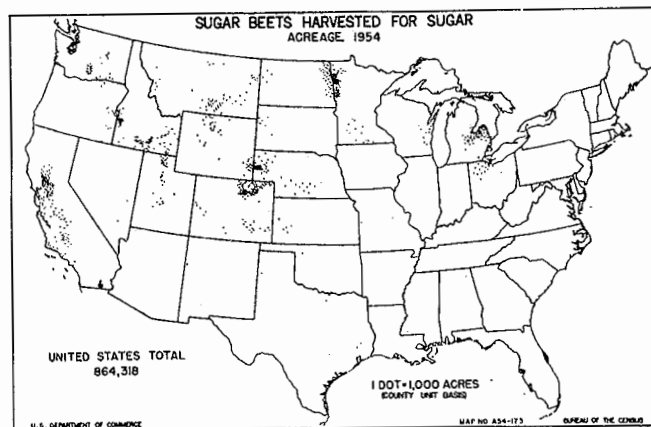 SUGAR BEETS HARVESTED FOR SUGAR
ACREAGE, 1954
UNITED STATES TOTAL
864,318
1 DOT=1,000 ACRES
(COUNTY UNIT BASIS)
U.S. DEPARTMENT OF COMMERCE
MAP NO. A54-175
BUREAU OF THE CENSUS